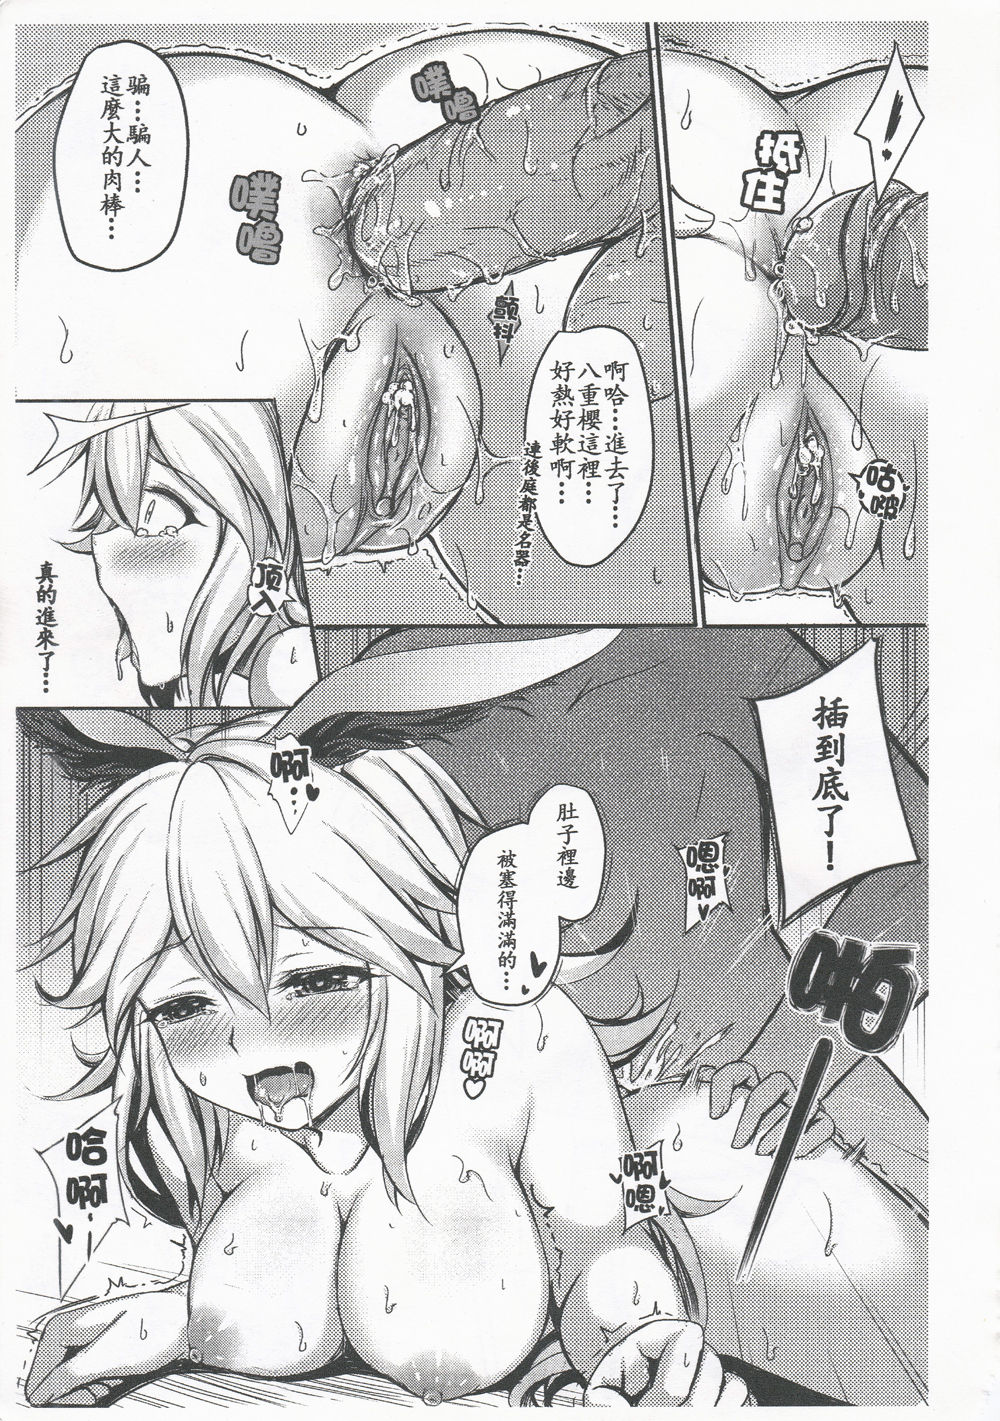 抵住
咕啵
啊哈…進去了…
八重櫻這裡…
好熱好軟啊…
連後庭都是名器…
噗嚕
噗嚕
顫抖
騙…騙人…
這麼大的肉棒…
頂入
真的進來了…
插到底了！
啪
嗯啊
肚子裡邊
被塞得滿滿的…
啊…
啊啊
啊嗯
哈啊~